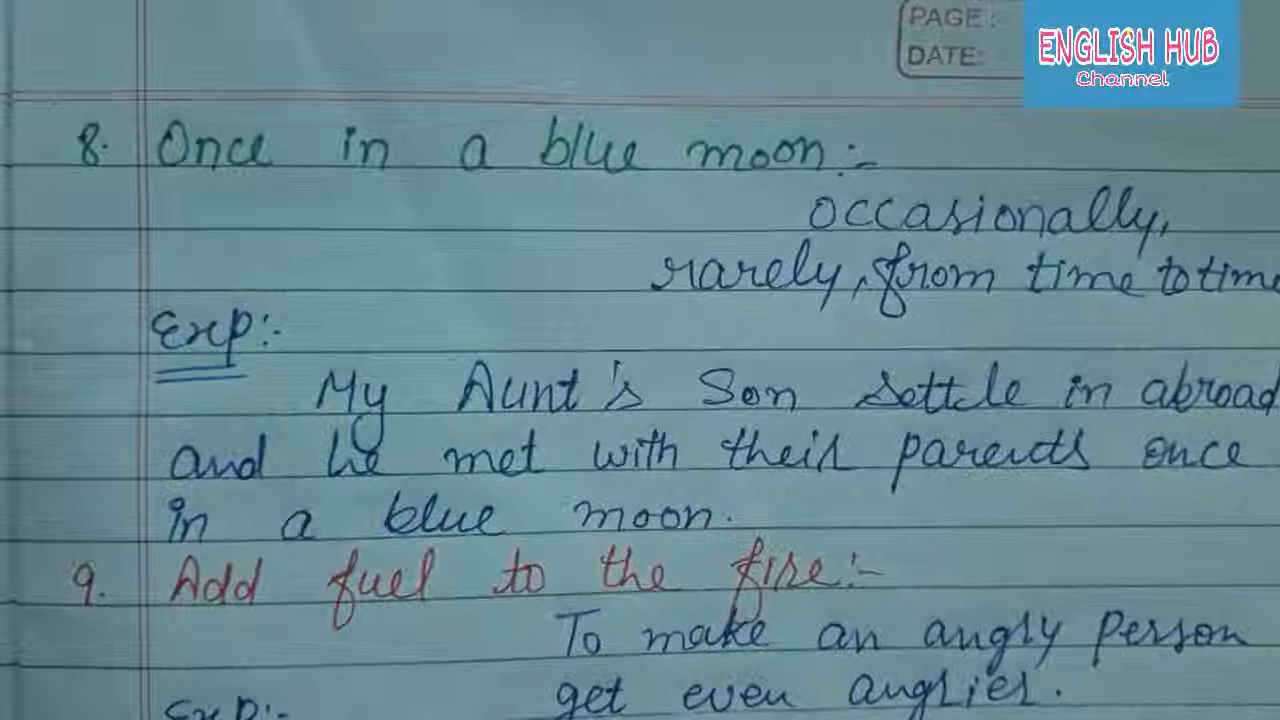 PAGE:
DATE:
ENGLISH HUB
Channel
8. Once in a blue moon:-
occasionally,
rarely, from time to time
Exp:-
My Aunt's Son settle in abroad
and he met with their parents once
in a blue moon.
9. Add fuel to the fire:-
To make an angry person
get even angrier.
Exp:-